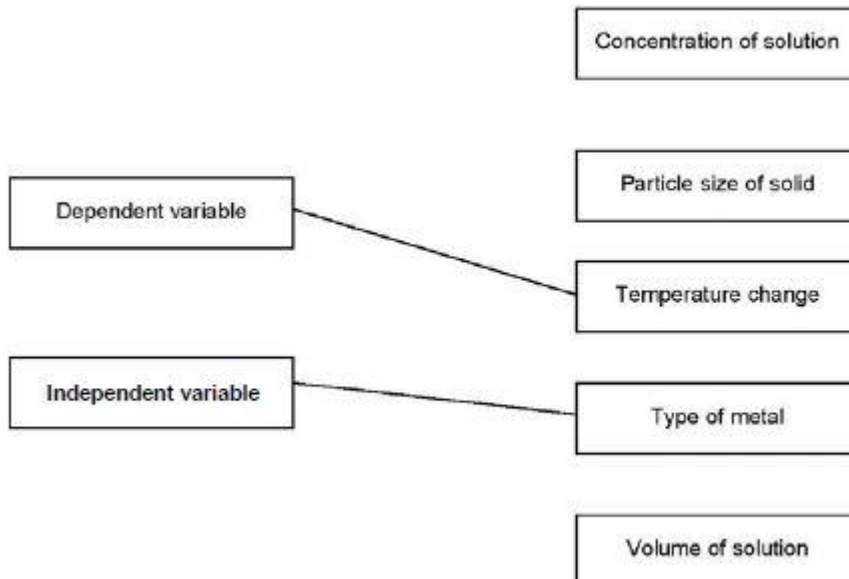 Concentration of solution
Particle size of solid
Dependent variable
Temperature change
Independent variable
Type of metal
Volume of solution